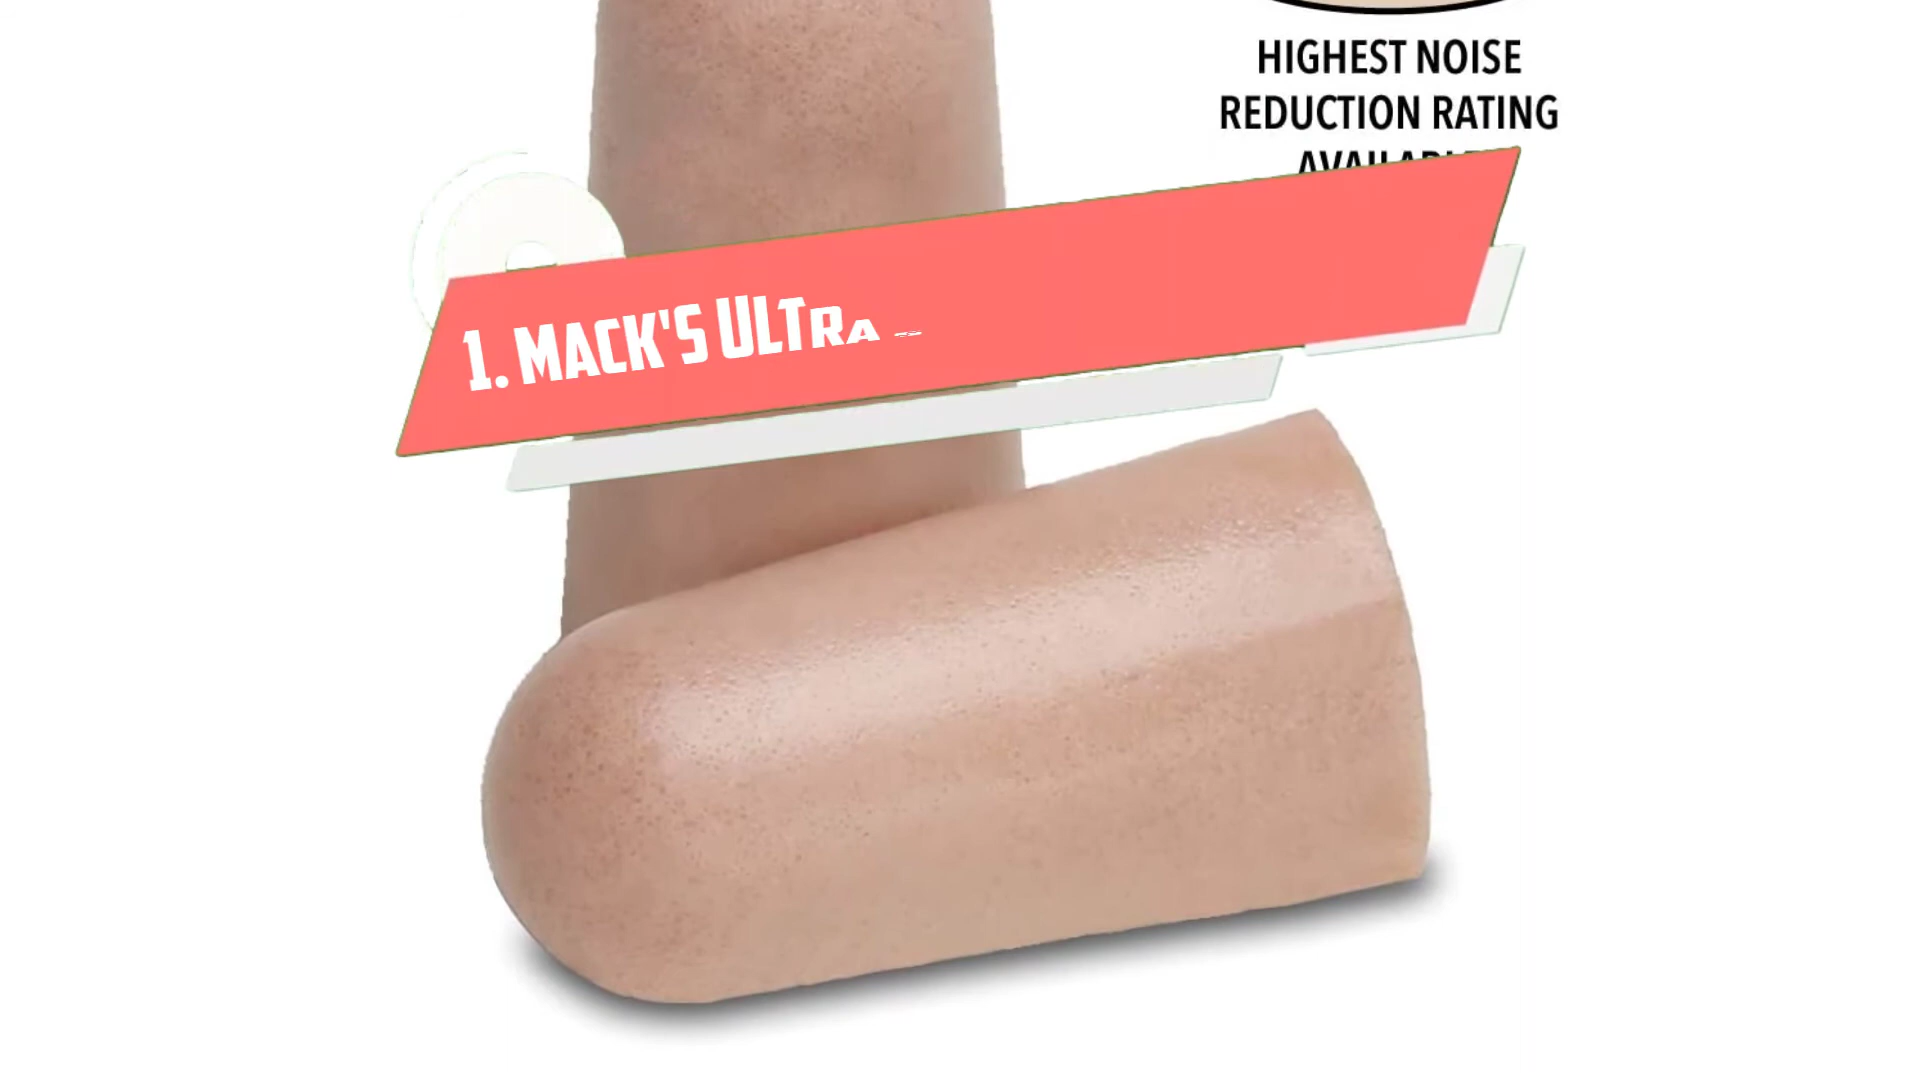 HIGHEST NOISE
REDUCTION RATING
1. MACK'S ULTRA